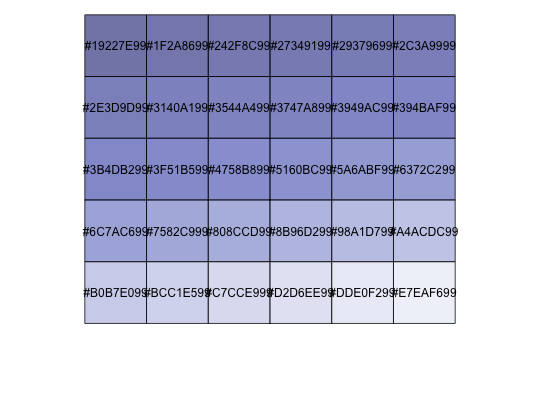 #19227E99 #1F2A8699 #242F8C99 #27349199 #29379699 #2C3A9999
#2E3D9D99 #3140A199 #3544A499 #3747A899 #3949AC99 #394BAF99
#3B4DB299 #3F51B599 #4758B899 #5160BC99 #5A6ABF99 #6372C299
#6C7AC699 #7582C999 #808CCD99 #8B96D299 #98A1D799 #A4ACDC99
#B0B7E099 #BCC1E599 #C7CCE999 #D2D6EE99 #DDE0F299 #E7EAF699